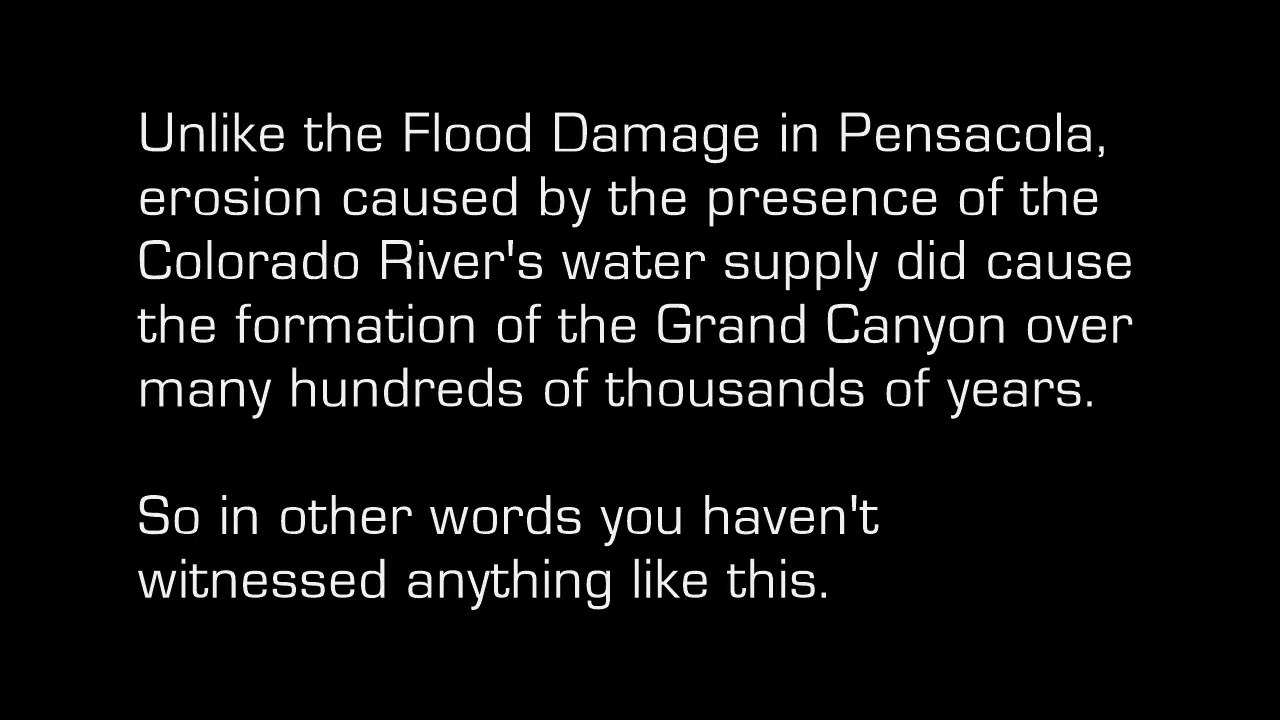 Unlike the Flood Damage in Pensacola,
erosion caused by the presence of the
Colorado River's water supply did cause
the formation of the Grand Canyon over
many hundreds of thousands of years.
So in other words you haven't
witnessed anything like this.